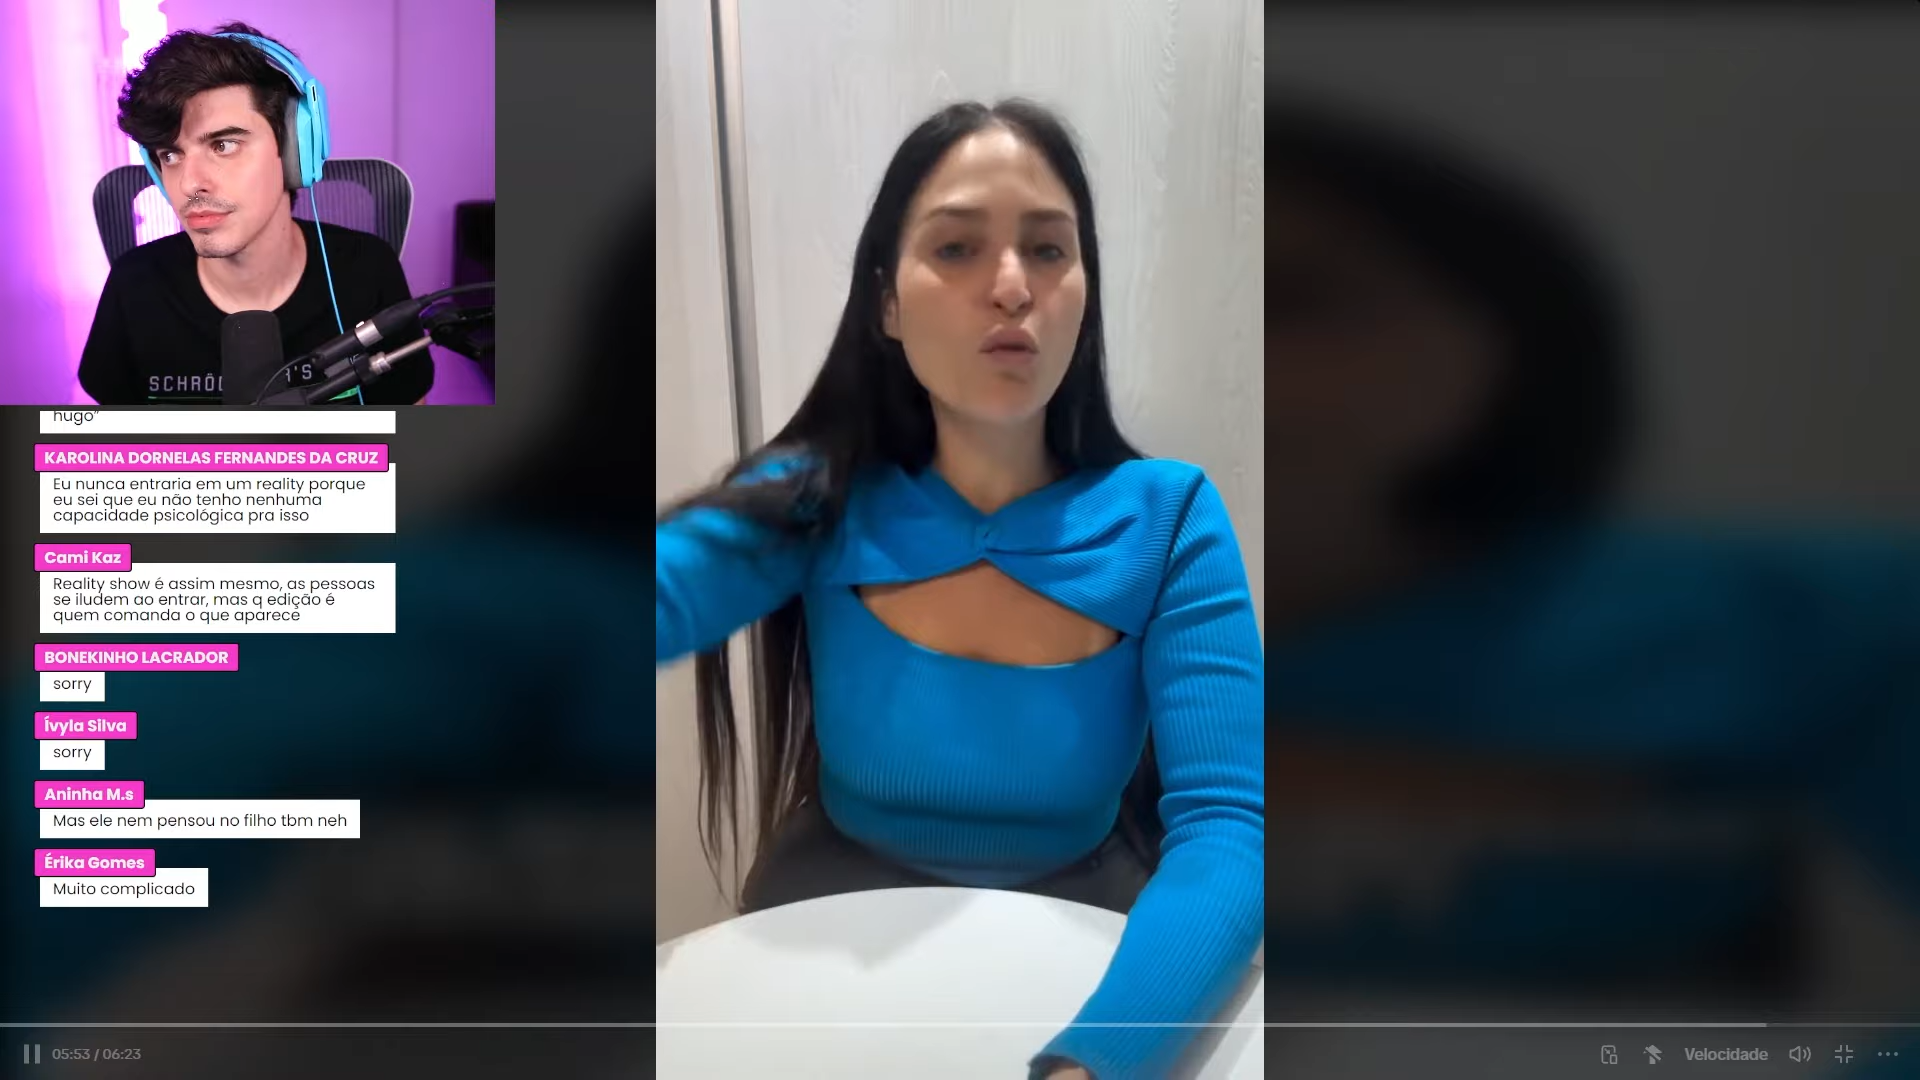 SCHRÖD R'S
hugo"
KAROLINA DORNELAS FERNANDES DA CRUZ
Eu nunca entraria em um reality porque
eu sei que eu não tenho nenhuma
capacidade psicológica pra isso
Cami Kaz
Reality show é assim mesmo, as pessoas
se iludem ao entrar, mas q edição é
quem comanda o que aparece
BONEKINHO LACRADOR
sorry
Ívyla Silva
sorry
Aninha M.s
Mas ele nem pensou no filho tbm neh
Érika Gomes
Muito complicado
05:53 / 06:23
Velocidade